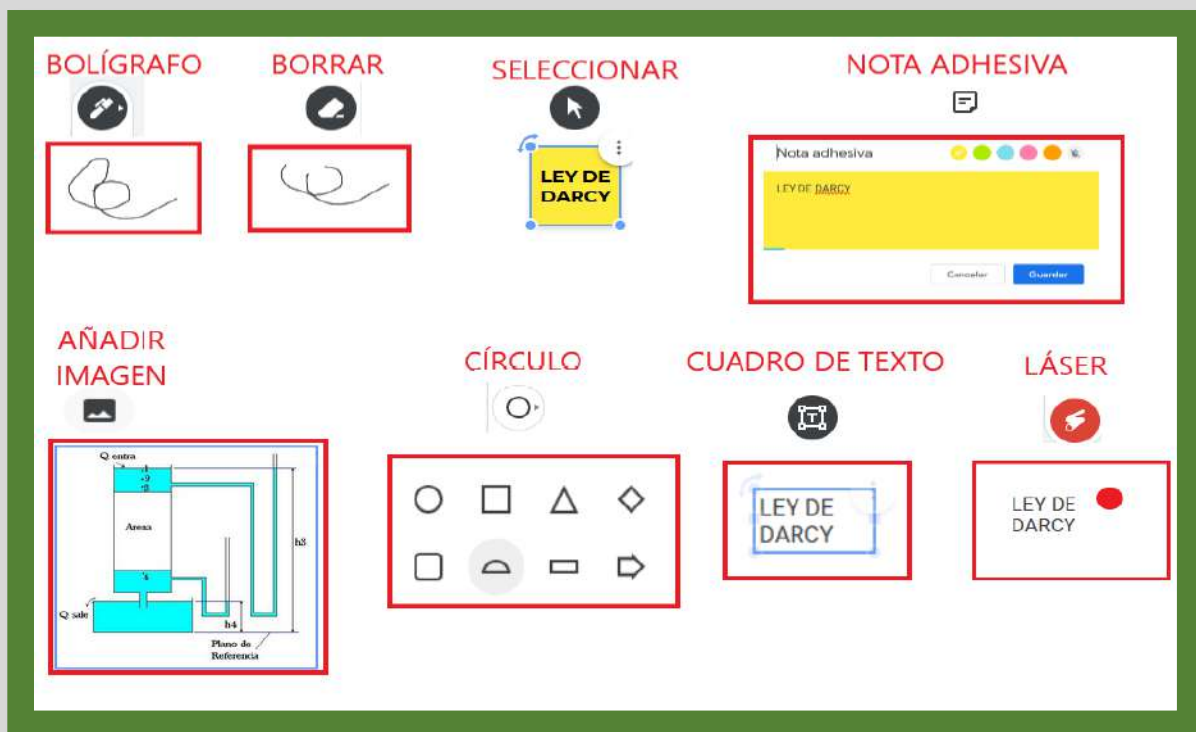 BOLÍGRAFO
BORRAR
SELECCIONAR
NOTA ADHESIVA
LEY DE
DARCY
Nota adhesiva
LEY DE DARCY
Cancelar
Guardar
AÑADIR
IMAGEN
CÍRCULO
CUADRO DE TEXTO
LÁSER
Q entra
Arena
h3
Q sale
h4
Plano de
Referencia
T
LEY DE
DARCY
LEY DE
DARCY